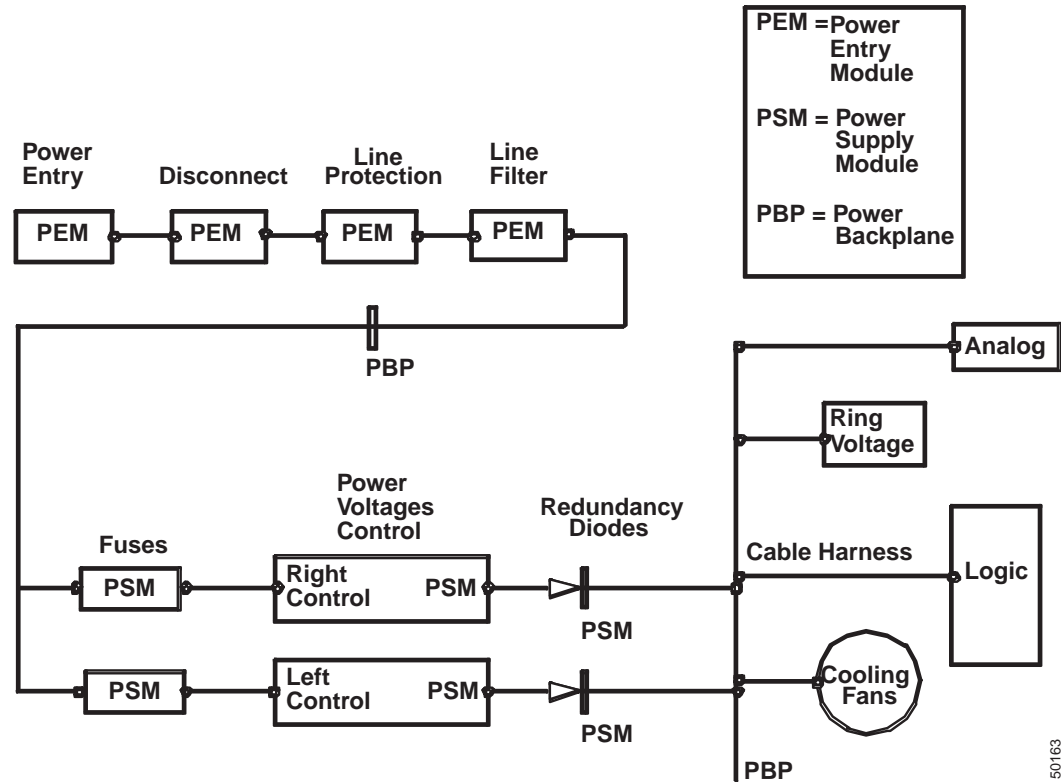 PEM =Power
Entry
Module
PSM = Power
Supply
Module
PBP = Power
Backplane
Power
Entry
Disconnect
Line
Protection
Line
Filter
PEM
PEM
PEM
PEM
PBP
Analog
Ring
Voltage
Power
Voltages
Control
Redundancy
Diodes
Fuses
Cable Harness
PSM
Right
Control
PSM
PSM
Logic
PSM
Left
Control
PSM
PSM
Cooling
Fans
PBP
50163